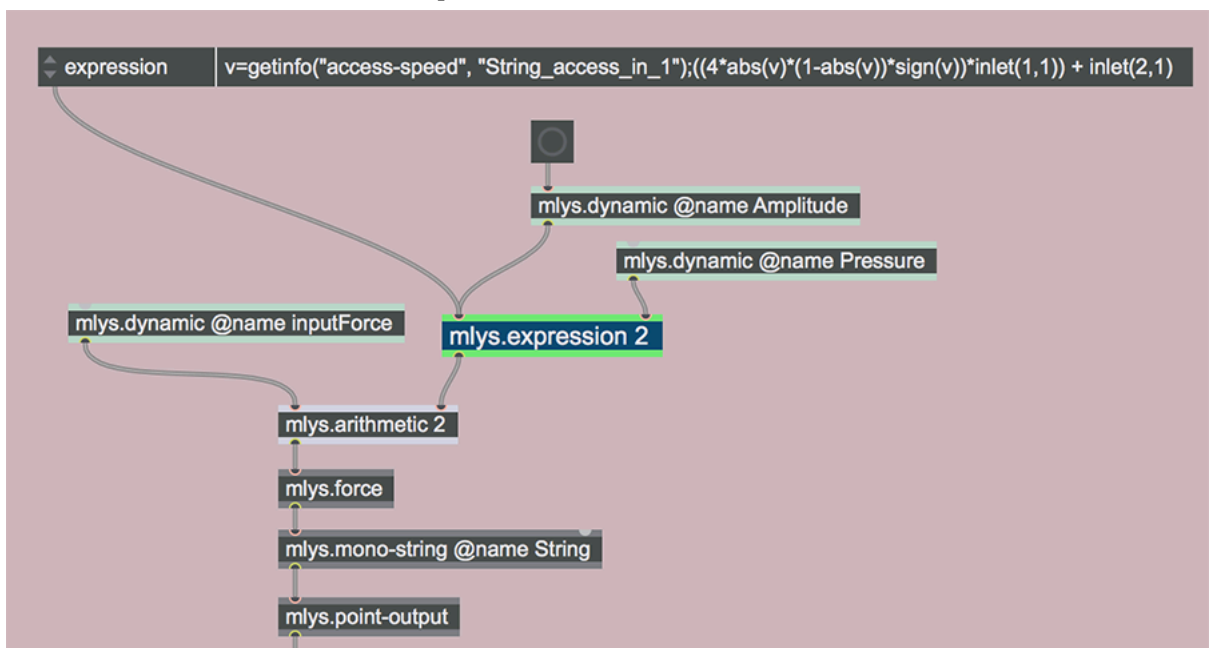 expression
v=getinfo("access-speed", "String_access_in_1");((4*abs(v)*(1-abs(v))*sign(v))*inlet(1,1)) + inlet(2,1)
mlys.dynamic @name Amplitude
mlys.dynamic @name Pressure
mlys.dynamic @name inputForce
mlys.expression 2
mlys.arithmetic 2
mlys.force
mlys.mono-string @name String
mlys.point-output